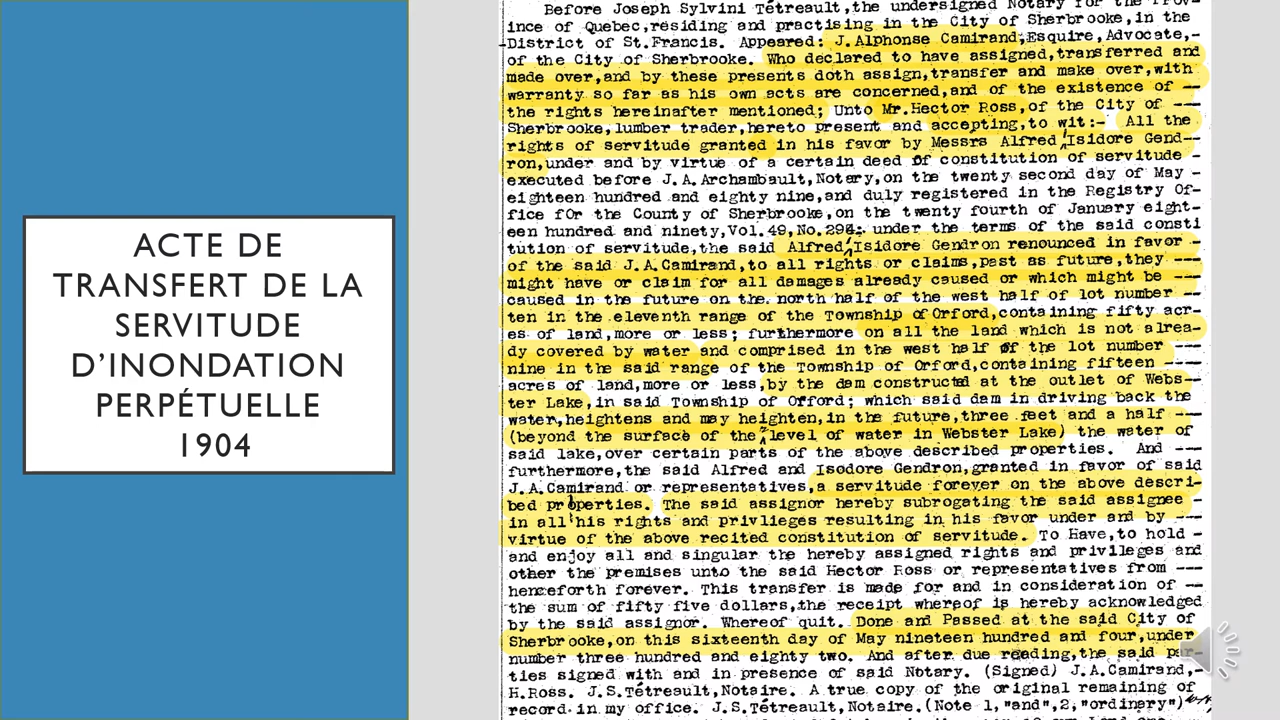 ACTE DE
TRANSFERT DE LA
SERVITUDE
D'INONDATION
PERPÉTUELLE
1904
Before Joseph Sylvini Tétreault,the undersigned Notary for the Prov-
ince of Quebec,residing and practising in the City of Sherbrooke,in the
-District of St.Francis. Appeared: J.Alphonse Camirand,Esquire,Advocate,-
of the City of Sherbrooke. Who declared to have assigned,transferred and
made over,and by these presents doth assign,transfer and make over,with
warranty so far as his own acts are concerned,and of the existence of ---
the rights hereinafter mentioned; Unto Mr.Hector Ross,of the City of ---
Sherbrooke,lumber trader,hereto present and accepting,to wit:- All the
rights of servitude granted in his favor by Messrs Alfred,Isidore Gend--
ron,under and by virtue of a certain deed of constitution of servitude -
executed before J.A.Archambault,Notary,on the twenty second day of May -
eighteen hundred and eighty nine,and duly registered in the Registry Of-
fice for the County of Sherbrooke,on the twenty fourth of January eight-
een hundred and ninety,Vol.49,No. under the terms of the said consti
tution of servitude,the said Alfred,Isidore Gendron renounced in favor -
of the said J.A.Camirand,to all rights or claims,past as future,they ---
might have or claim for all damages already caused or which might be ---
caused in the future on the north half of the west half of lot number ---
ten in the eleventh range of the Township of Orford,containing fifty acr-
es of land,more or less; furthermore on all the land which is not alrea-
dy covered by water and comprised in the west half of the lot number ---
nine in the said range of the Township of Orford,containing fifteen ----
acres of land,more or less,by the dam constructed at the outlet of Webs--
ter Lake,in said Township of Offord; which said dam in driving back the
water,heightens and may heighten,in the future,three feet and a half ---
(beyond the surface of the level of water in Webster Lake) the water of
said lake,over certain parts of the above described properties. And ----
furthermore,the said Alfred and Isodore Gendron,granted in favor of said
J.A.Camirand or representatives,a servitude forever on the above descri-
bed properties. The said assignor hereby subrogating the said assignee -
in all his rights and privlieges resulting in his favor under and by ---
virtue of the above recited constitution of servitude. To Have,to hold -
and enjoy all and singular the hereby assigned rights and privileges and
other the premises unto the said Hector Ross or representatives from ---
henceforth forever. This transfer is made for and in consideration of --
the sum of fifty five dollars,the receipt whereof is hereby acknowledged
by the said assignor. Whereof quit. Done and Passed at the said City of
Sherbrooke,on this sixteenth day of May nineteen hundred and four,under
number three hundred and eighty two. And after due reading,the said par-
ties signed with and in presence of said Notary. (Signed) J.A.Camirand,-
H.Ross. J.S.Tétreault,Notaire. A true copy of the original remaining of
record in my office. J.S.Tétreault,Notaire.(Note 1,"and",2,"ordinary")